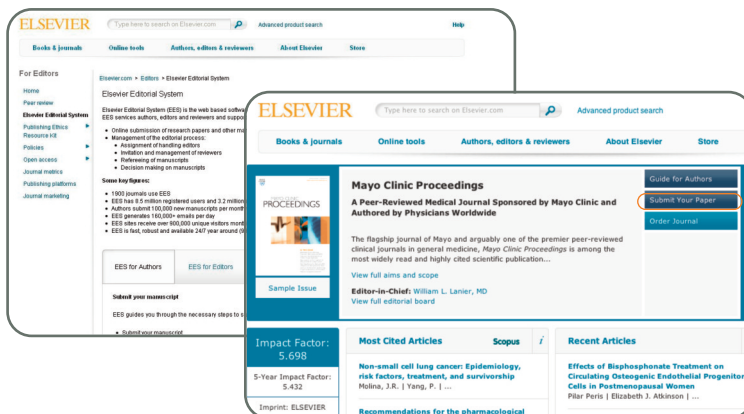 ELSEVIER
Type here to search on Elsevier.com
Advanced product search
Help
Books & journals
Online tools
Authors, editors & reviewers
About Elsevier
Store
For Editors
Home
Peer review
Elsevier Editorial System
Publishing Ethics
Resource Kit
Policies
Open access
Journal metrics
Publishing platforms
Journal marketing
Elsevier.com ▸ Editors ▸ Elsevier Editorial System
Elsevier Editorial System
Elsevier Editorial System (EES) is the web based softwa
EES services authors, editors and reviewers and suppor
• Online submission of research papers and other ma
• Management of the editorial process:
• Assignment of handling editors
• Invitation and management of reviewers
• Refereeing of manuscripts
• Decision making on manuscripts
Some key figures:
• 1900 journals use EES
• EES has 8.5 million registered users and 3.2 million
• Authors submit 100,000 new manuscripts per month
• EES generates 160,000+ emails per day
• EES sites receive over 900,000 unique visitors mont
• EES is fast, robust and available 24/7 year around (9
EES for Authors
EES for Editors
Submit your manuscript
EES guides you through the necessary steps to s
• Submit your manuscript
ELSEVIER
Type here to search on Elsevier.com
Advanced product search
Books & journals
Online tools
Authors, editors & reviewers
About Elsevier
Store
PROCEEDINGS
Sample Issue
Mayo Clinic Proceedings
A Peer-Reviewed Medical Journal Sponsored by Mayo Clinic and
Authored by Physicians Worldwide
The flagship journal of Mayo and arguably one of the premier peer-reviewed
clinical journals in general medicine, Mayo Clinic Proceedings is among the
most widely read and highly cited scientific publication...
View full aims and scope
Editor-in-Chief: William L. Lanier, MD
View full editorial board
Guide for Authors
Submit Your Paper
Order Journal
Impact Factor:
5.698
5-Year Impact Factor:
5.432
Imprint: ELSEVIER
Most Cited Articles
Scopus
i
Non-small cell lung cancer: Epidemiology,
risk factors, treatment, and survivorship
Molina, J.R. | Yang, P. | ...
Recommendations for the pharmacological
Recent Articles
Effects of Bisphosphonate Treatment on
Circulating Osteogenic Endothelial Progenitor
Cells in Postmenopausal Women
Pilar Peris | Elizabeth J. Atkinson | ...